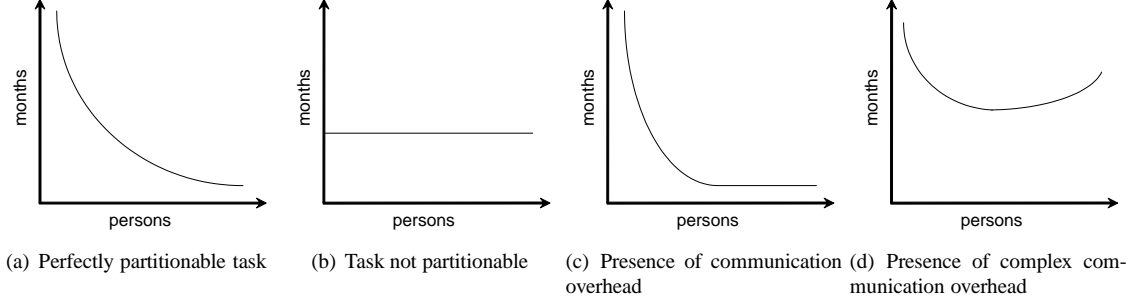 months
persons
(a) Perfectly partitionable task
months
persons
(b) Task not partitionable
months
persons
(c) Presence of communication
overhead
months
persons
(d) Presence of complex com-
munication overhead